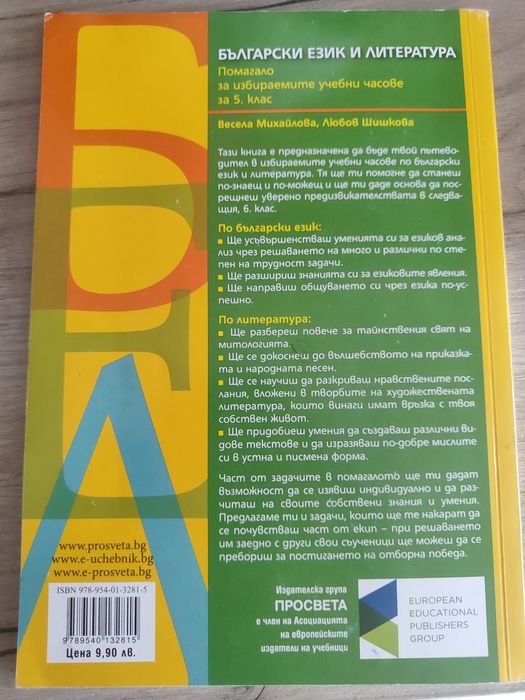 БЕЛ
БЪЛГАРСКИ ЕЗИК И ЛИТЕРАТУРА
Помагало
за избираемите учебни часове
за 5. клас
Весела Михайлова, Любов Шишкова
Тази книга е предназначена да бъде твой пътево-
дител в избираемите учебни часове по български
език и литература. Тя ще ти помогне да станеш
по-знаещ и по-можещ и ще ти даде основа да пос-
рещнеш уверено предизвикателствата в следва-
щия, 6. клас.
По български език:
Ще усъвършенстваш уменията си за езиков ана-
лиз чрез решаването на много и различни по сте-
пен на трудност задачи.
Ще разшириш знанията си за езиковите явления.
Ще направиш общуването си чрез езика по-ус-
пешно.
По литература:
Ще разбереш повече за тайнствения свят на
митологията.
Ще се докоснеш до вълшебството на приказка-
та и народната песен.
Ще се научиш да разкриваш нравствените пос-
лания, вложени в творбите на художествената
литература, които винаги имат връзка с твоя
собствен живот.
Ще придобиеш умения да създаваш различни ви-
дове текстове и да изразяваш по-добре мислите
си в устна и писмена форма.
Част от задачите в помагалото ще ти дадат
възможност да се изявиш индивидуално и да раз-
читаш на своите собствени знания и умения.
Предлагаме ти и задачи, които ще те накарат да
се почувстваш част от екип – при решаването
им заедно с други свои съученици ще можеш да се
пребориш за постигането на отборна победа.
www.prosveta.bg
www.e-uchebnik.bg
www.e-prosveta.bg
ISBN 978-954-01-3281-5
9789540132815
Цена 9,90 лв.
Издателска група
ПРОСВЕТА
е член на Асоциацията
на европейските
издатели на учебници
EUROPEAN
EDUCATIONAL
PUBLISHERS
GROUP